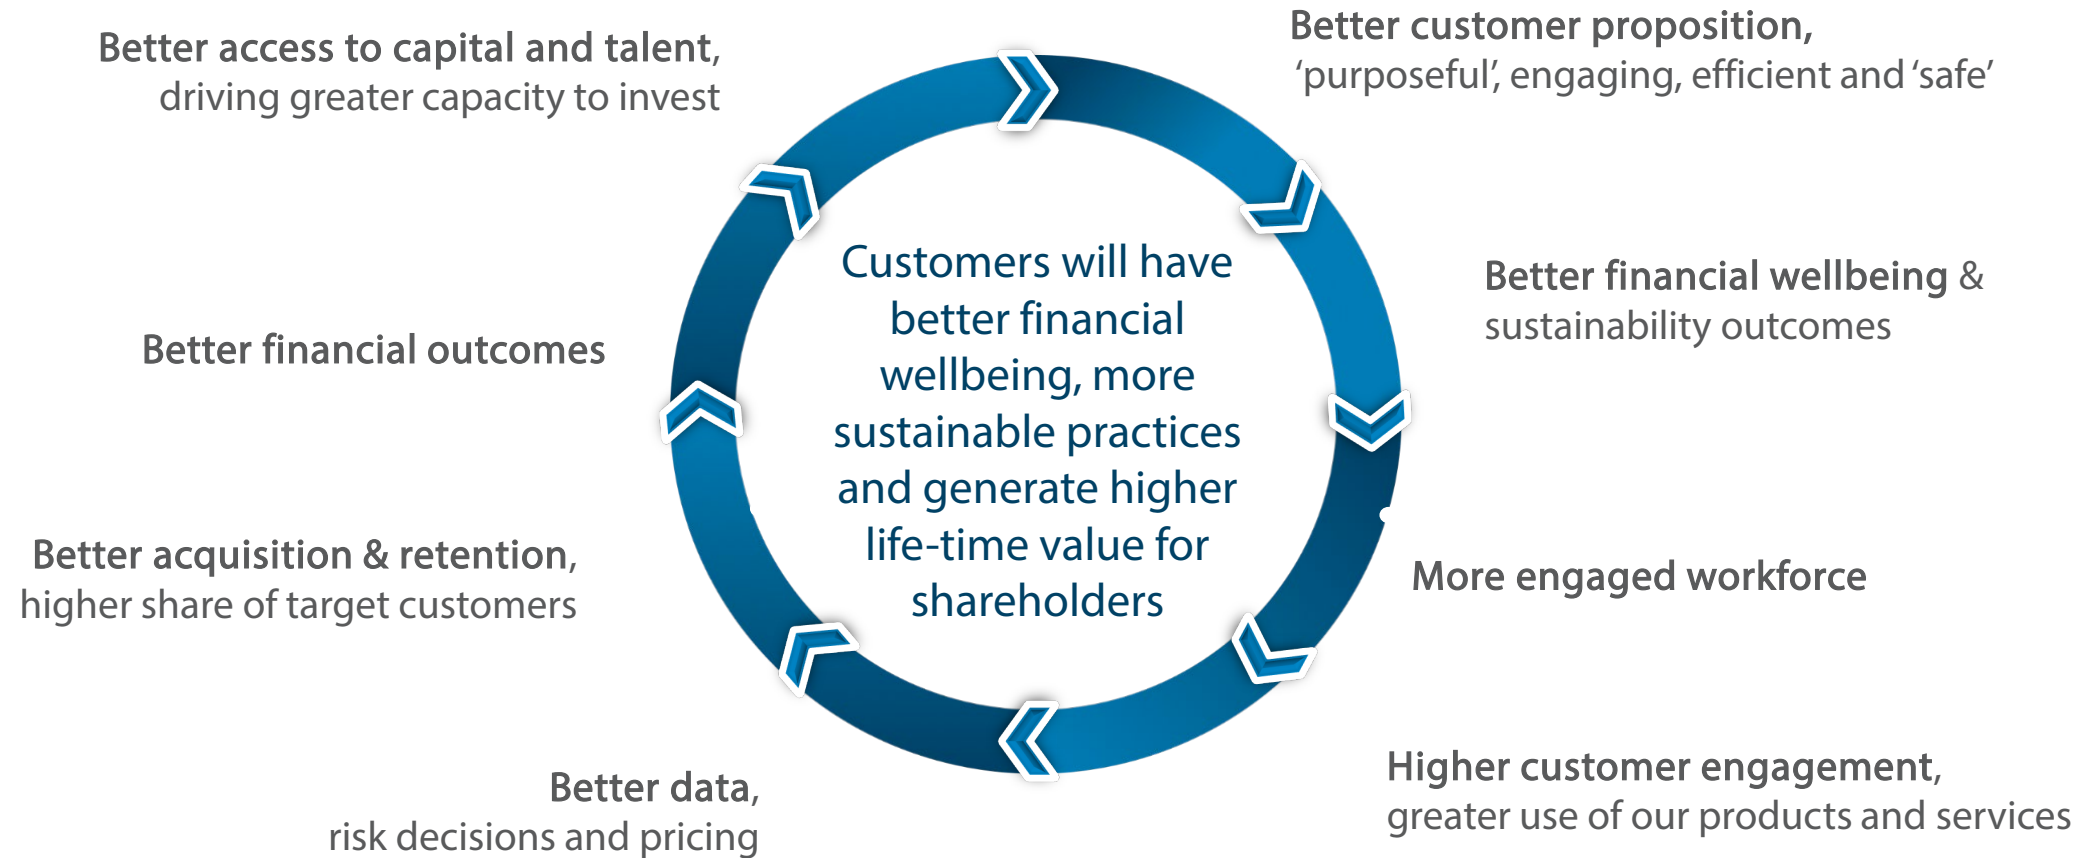 Better access to capital and talent,
driving greater capacity to invest
Better customer proposition,
‘purposeful’, engaging, efficient and ‘safe’
Better financial wellbeing &
sustainability outcomes
More engaged workforce
Higher customer engagement,
greater use of our products and services
Better data,
risk decisions and pricing
Better acquisition & retention,
higher share of target customers
Better financial outcomes
Customers will have
better financial
wellbeing, more
sustainable practices
and generate higher
life-time value for
shareholders